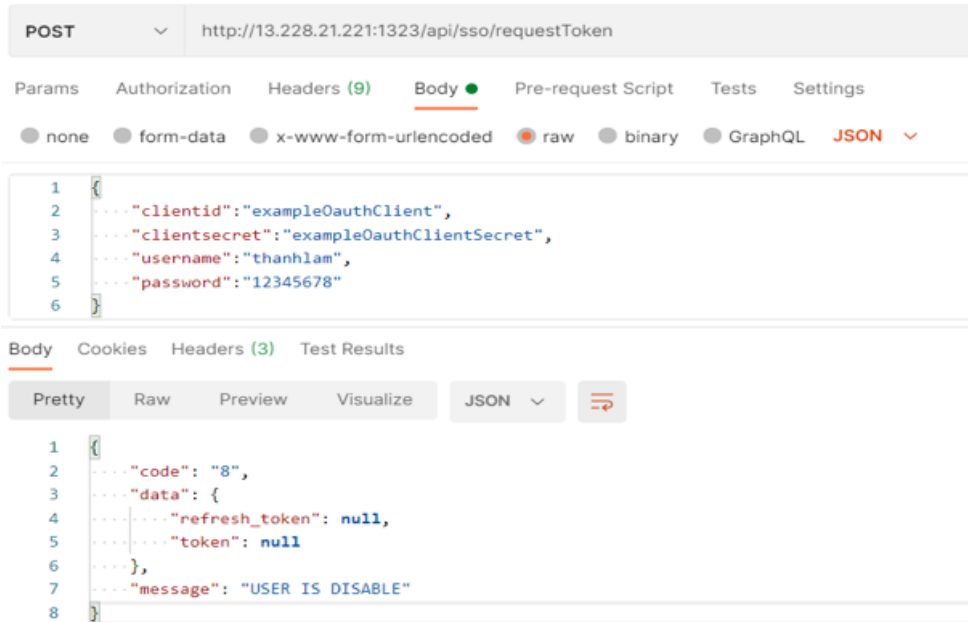 POST http://13.228.21.221:1323/api/sso/requestToken
Params Authorization Headers (9) Body Pre-request Script Tests Settings
none form-data x-www-form-urlencoded raw binary GraphQL JSON
1 {
2 "clientid":"exampleOauthClient",
3 "clientsecret":"exampleOauthClientSecret",
4 "username":"thanhlam",
5 "password":"12345678"
6 }
Body Cookies Headers (3) Test Results
Pretty Raw Preview Visualize JSON
1 {
2 "code": "8",
3 "data": {
4 "refresh_token": null,
5 "token": null
6 },
7 "message": "USER IS DISABLE"
8 }